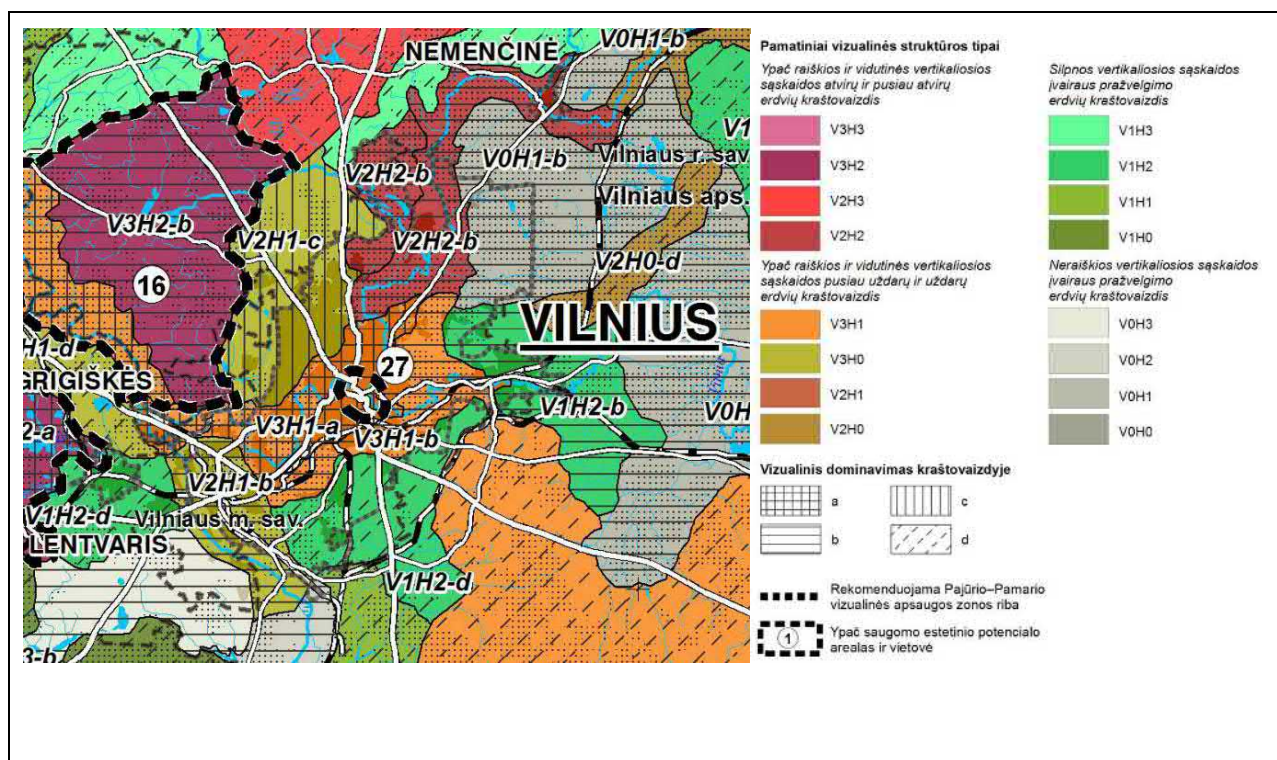 NEMENČINĖ
V0H1-b
V1
V0H1-b
Vilniaus r. sav.
V2H2-b
Vilniaus aps.
V3H2-b
V2H1-c
V2H2-b
V2H0-d
16
VILNIUS
H1-d
27
GRIGIŠKĖS
V1H2-b
V0H
2-a
V3H1-a
V3H1-b
V2H1-b
V1H2-d
Vilniaus m. sav.
LENTVARIS
V1H2-d
3-b
Pamatiniai vizualinės struktūros tipai
Ypač raiškios ir vidutinės vertikaliosios
sąskaidos atvirų ir pusiau atvirų
erdvių kraštovaizdis
V3H3
V3H2
V2H3
V2H2
Ypač raiškios ir vidutinės vertikaliosios
sąskaidos pusiau uždarų ir uždarų
erdvių kraštovaizdis
V3H1
V3H0
V2H1
V2H0
Silpnos vertikaliosios sąskaidos
įvairaus pražvelgimo
erdvių kraštovaizdis
V1H3
V1H2
V1H1
V1H0
Neraiškios vertikaliosios sąskaidos
įvairaus pražvelgimo
erdvių kraštovaizdis
V0H3
V0H2
V0H1
V0H0
Vizualinis dominavimas kraštovaizdyje
a
c
b
d
Rekomenduojama Pajūrio–Pamario
vizualinės apsaugos zonos riba
1
Ypač saugomo estetinio potencialo
arealas ir vietovė